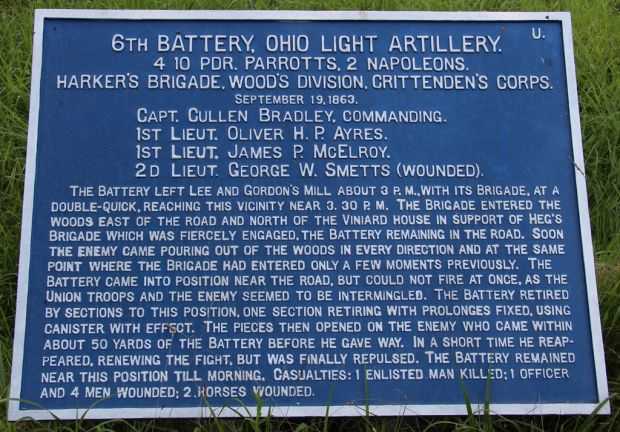 U.
6TH BATTERY, OHIO LIGHT ARTILLERY.
4 10 PDR. PARROTTS, 2 NAPOLEONS.
HARKER'S BRIGADE, WOOD'S DIVISION, CRITTENDEN'S CORPS.
SEPTEMBER 19, 1863.
CAPT. CULLEN BRADLEY, COMMANDING.
1ST LIEUT. OLIVER H. P. AYRES.
1ST LIEUT. JAMES P. MCELROY.
2D LIEUT. GEORGE W. SMETTS (WOUNDED).
THE BATTERY LEFT LEE AND GORDON'S MILL ABOUT 3 P. M., WITH ITS BRIGADE, AT A
DOUBLE-QUICK, REACHING THIS VICINITY NEAR 3.30 P. M. THE BRIGADE ENTERED THE
WOODS EAST OF THE ROAD AND NORTH OF THE VINIARD HOUSE IN SUPPORT OF HEG'S
BRIGADE WHICH WAS FIERCELY ENGAGED, THE BATTERY REMAINING IN THE ROAD. SOON
THE ENEMY CAME POURING OUT OF THE WOODS IN EVERY DIRECTION AND AT THE SAME
POINT WHERE THE BRIGADE HAD ENTERED ONLY A FEW MOMENTS PREVIOUSLY. THE
BATTERY CAME INTO POSITION NEAR THE ROAD, BUT COULD NOT FIRE AT ONCE, AS THE
UNION TROOPS AND THE ENEMY SEEMED TO BE INTERMINGLED. THE BATTERY RETIRED
BY SECTIONS TO THIS POSITION, ONE SECTION RETIRING WITH PROLONGES FIXED, USING
CANISTER WITH EFFECT. THE PIECES THEN OPENED ON THE ENEMY WHO CAME WITHIN
ABOUT 50 YARDS OF THE BATTERY BEFORE HE GAVE WAY. IN A SHORT TIME HE REAP-
PEARED, RENEWING THE FIGHT, BUT WAS FINALLY REPULSED. THE BATTERY REMAINED
NEAR THIS POSITION TILL MORNING. CASUALTIES: 1 ENLISTED MAN KILLED; 1 OFFICER
AND 4 MEN WOUNDED; 2 HORSES WOUNDED.